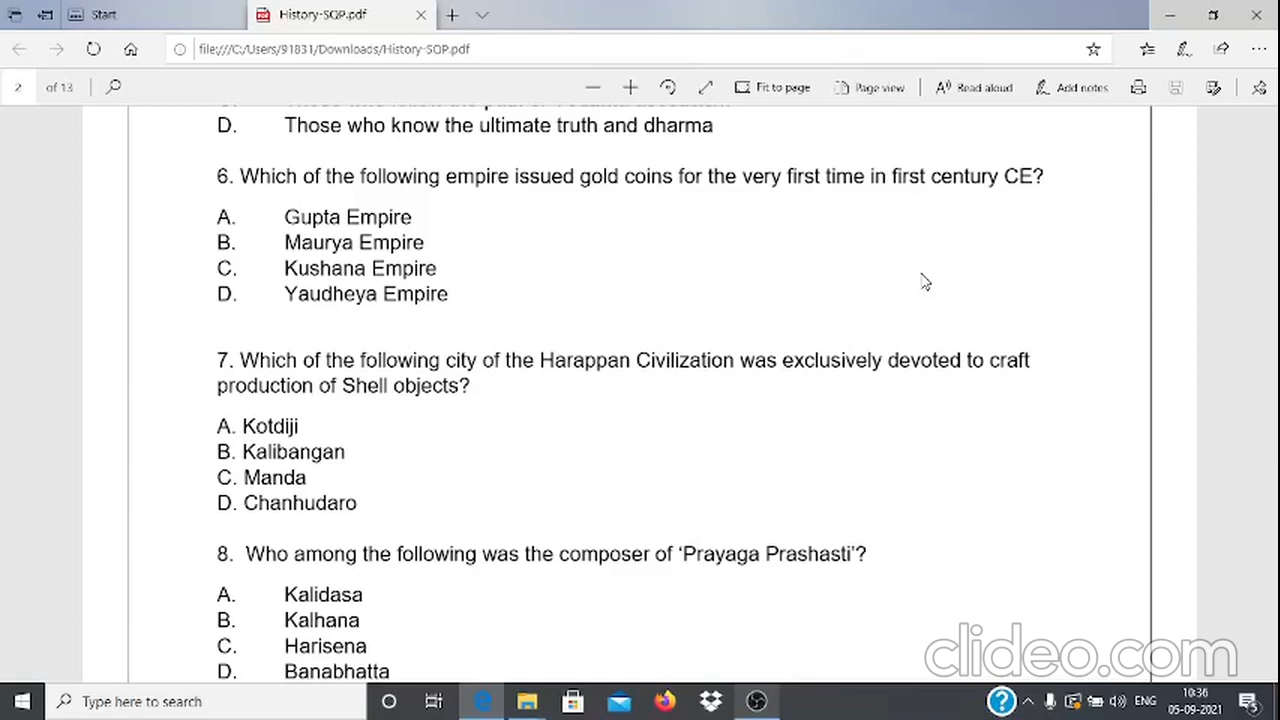 Start
History-SQP.pdf
file:///C:/Users/91831/Downloads/History-SQP.pdf
2 of 13
Fit to page
Page view
Read aloud
Add notes
D. Those who know the ultimate truth and dharma
6. Which of the following empire issued gold coins for the very first time in first century CE?
A. Gupta Empire
B. Maurya Empire
C. Kushana Empire
D. Yaudheya Empire
7. Which of the following city of the Harappan Civilization was exclusively devoted to craft
production of Shell objects?
A. Kotdiji
B. Kalibangan
C. Manda
D. Chanhudaro
8. Who among the following was the composer of ‘Prayaga Prashasti’?
A. Kalidasa
B. Kalhana
C. Harisena
D. Banabhatta
clideo.com
Type here to search
ENG
10:36
05-09-2021
5